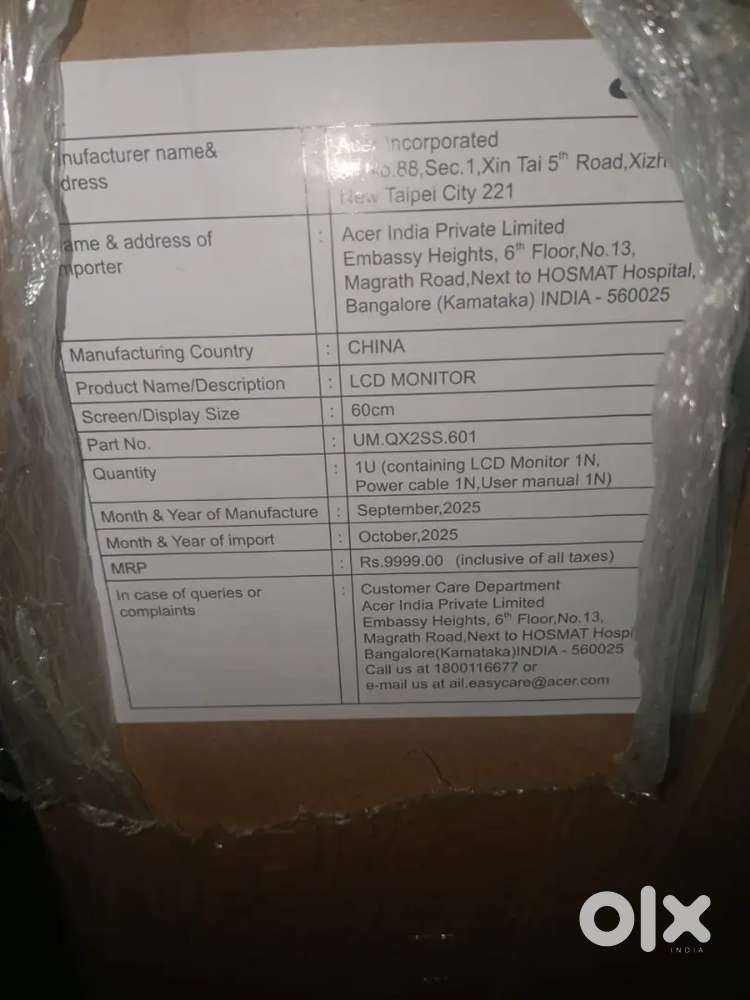 nufacturer name&
dress
Incorporated
.88,Sec.1,Xin Tai 5th Road,Xizh
New Taipei City 221
ame & address of
mporter
: Acer India Private Limited
Embassy Heights, 6th Floor,No.13,
Magrath Road,Next to HOSMAT Hospital,
Bangalore (Kamataka) INDIA - 560025
Manufacturing Country : CHINA
Product Name/Description : LCD MONITOR
Screen/Display Size : 60cm
Part No. : UM.QX2SS.601
Quantity : 1U (containing LCD Monitor 1N,
Power cable 1N,User manual 1N)
Month & Year of Manufacture : September,2025
Month & Year of import : October,2025
MRP : Rs.9999.00 (inclusive of all taxes)
In case of queries or
complaints
: Customer Care Department
Acer India Private Limited
Embassy Heights, 6th Floor,No.13,
Magrath Road,Next to HOSMAT Hospi
Bangalore(Kamataka)INDIA - 560025
Call us at 1800116677 or
e-mail us at ail.easycare@acer.com
olx
INDIA